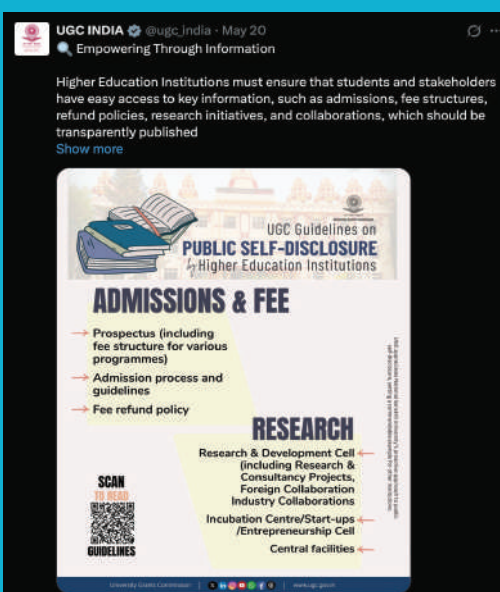 UGC INDIA @ugc_india · May 20
Empowering Through Information
Higher Education Institutions must ensure that students and stakeholders
have easy access to key information, such as admissions, fee structures,
refund policies, research initiatives, and collaborations, which should be
transparently published
Show more
UGC Guidelines on
PUBLIC SELF-DISCLOSURE
by Higher Education Institutions
ADMISSIONS & FEE
Prospectus (including
fee structure for various
programmes)
Admission process and
guidelines
Fee refund policy
RESEARCH
Research & Development Cell
(including Research &
Consultancy Projects,
Foreign Collaboration
Industry Collaborations
Incubation Centre/Start-ups
/Entrepreneurship Cell
Central facilities
SCAN
TO READ
GUIDELINES
University Grants Commission